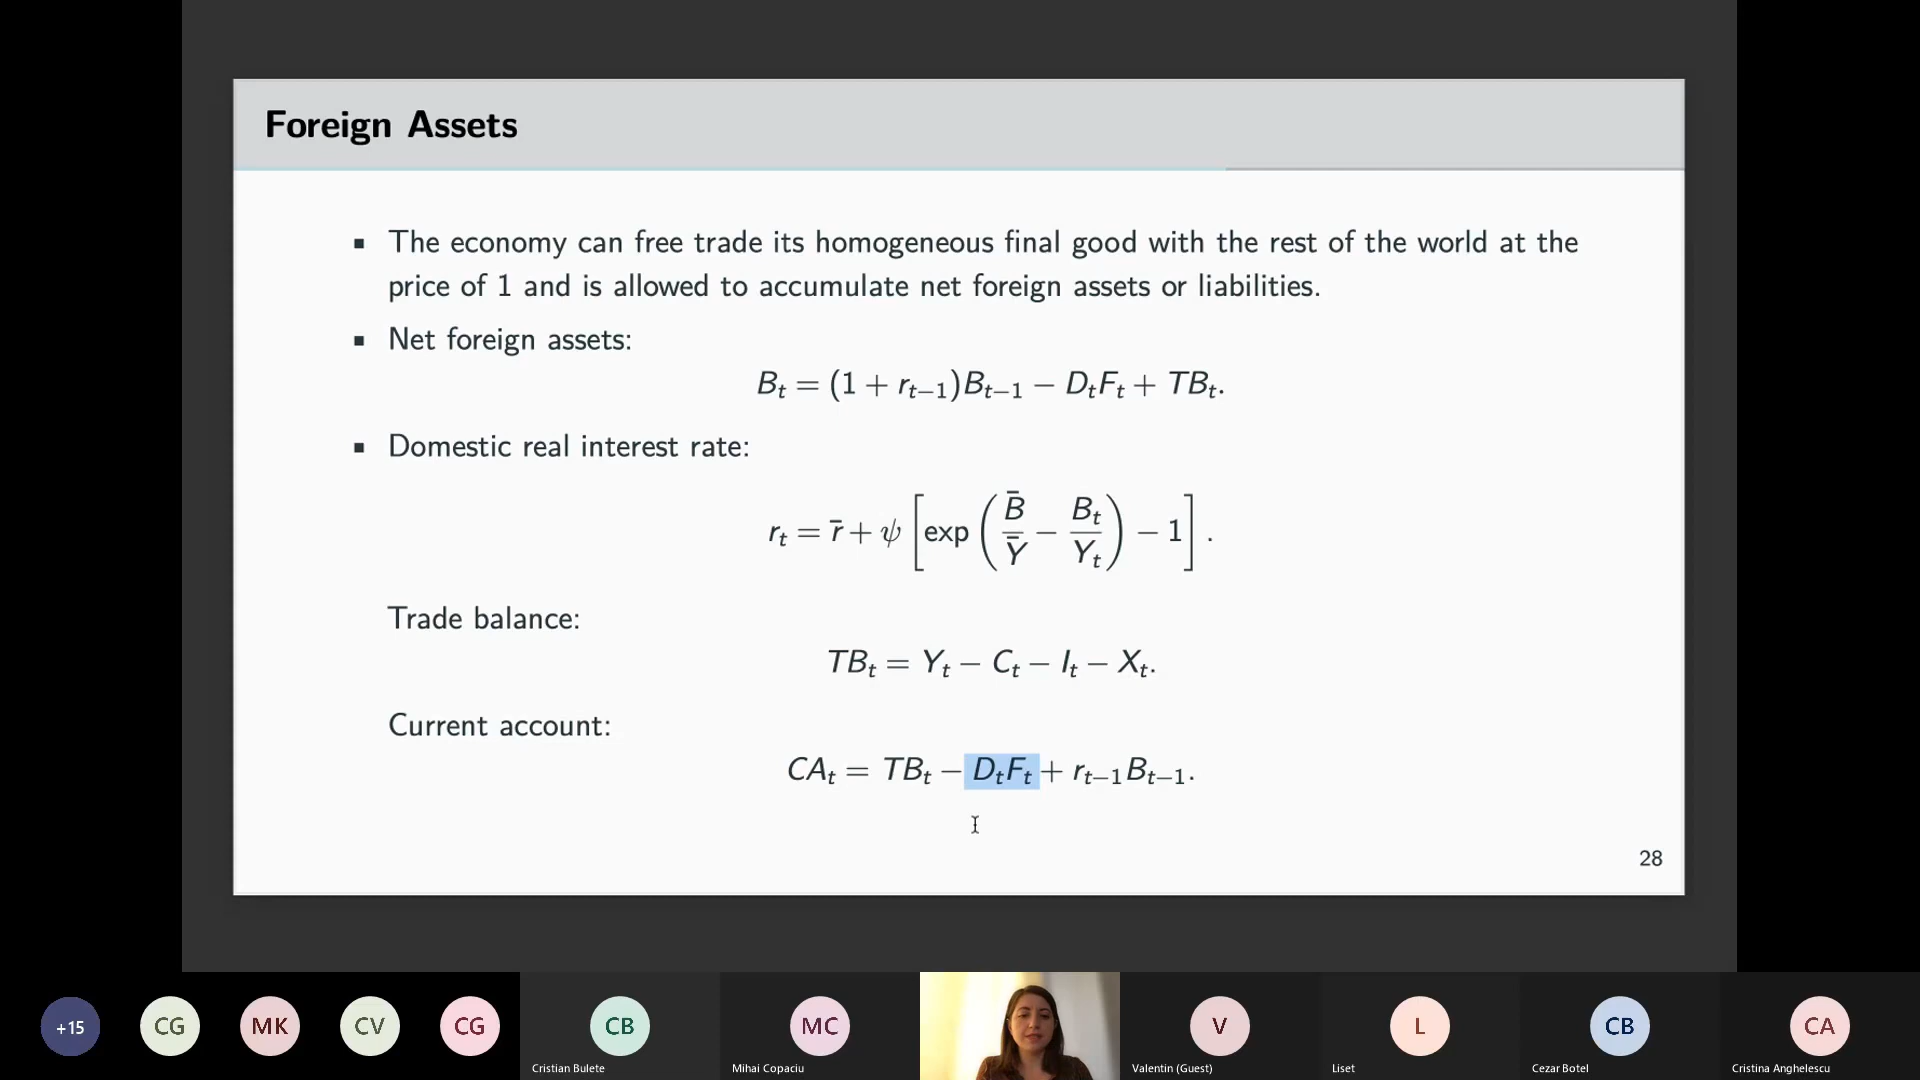 Foreign Assets
▪ The economy can free trade its homogeneous final good with the rest of the world at the
price of 1 and is allowed to accumulate net foreign assets or liabilities.
▪ Net foreign assets:
B_t = (1 + r_{t−1})B_{t−1} − D_tF_t + TB_t.
▪ Domestic real interest rate:
r_t = r̄ + ψ [exp (B̄/Ȳ − B_t/Y_t) − 1] .
Trade balance:
TB_t = Y_t − C_t − I_t − X_t.
Current account:
CA_t = TB_t − D_tF_t + r_{t−1}B_{t−1}.
28
+15 CG MK CV CG CB MC V L CB CA
Cristian Bulete Mihai Copaciu Valentin (Guest) Liset Cezar Botel Cristina Anghelescu